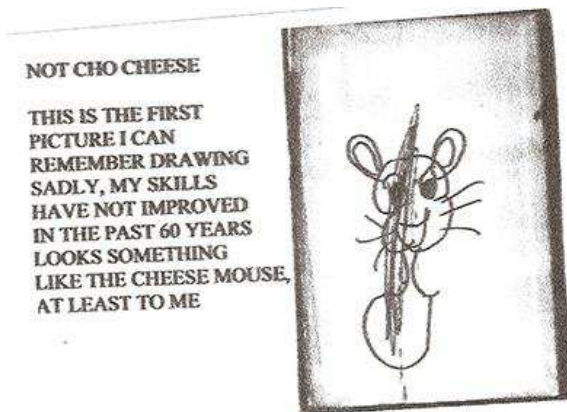 NOT CHO CHEESE
THIS IS THE FIRST
PICTURE I CAN
REMEMBER DRAWING
SADLY, MY SKILLS
HAVE NOT IMPROVED
IN THE PAST 60 YEARS
LOOKS SOMETHING
LIKE THE CHEESE MOUSE,
AT LEAST TO ME